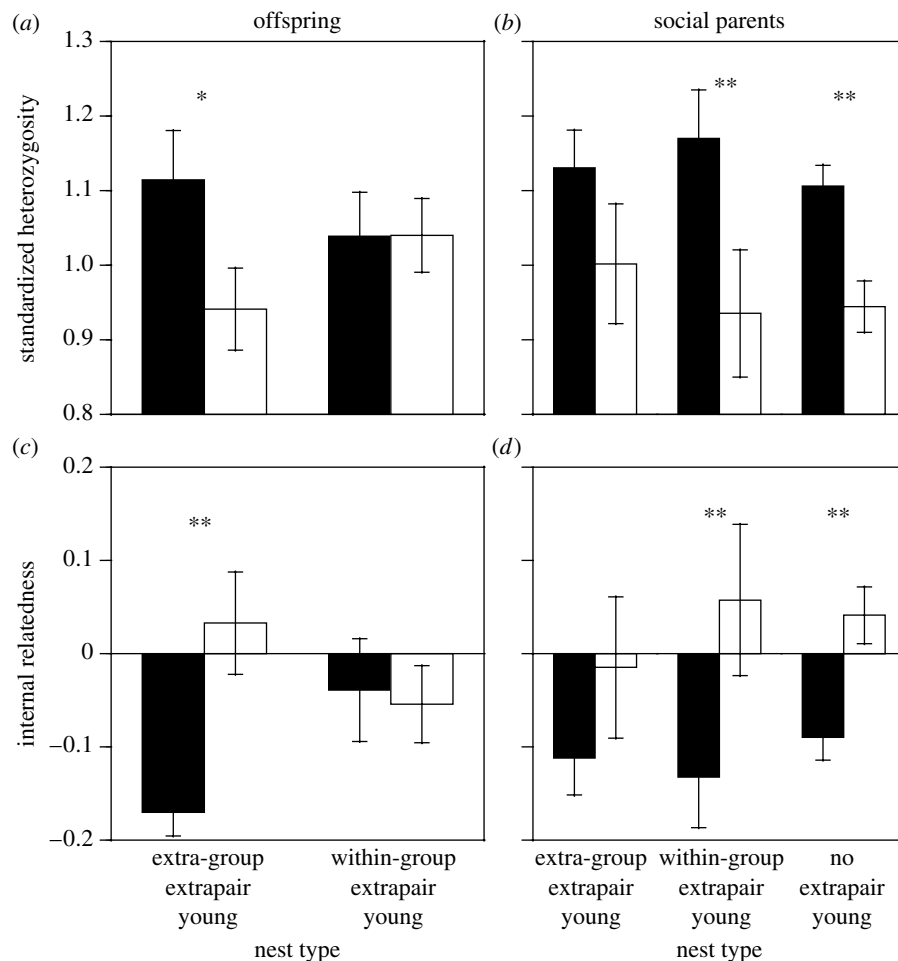 (a) offspring
(b) social parents
standardized heterozygosity
1.3
1.2
1.1
1.0
0.9
0.8
*
**
**
(c)
(d)
internal relatedness
0.2
0.1
0
−0.1
−0.2
**
**
**
extra-group
extrapair
young
within-group
extrapair
young
nest type
extra-group
extrapair
young
within-group
extrapair
young
no
extrapair
young
nest type